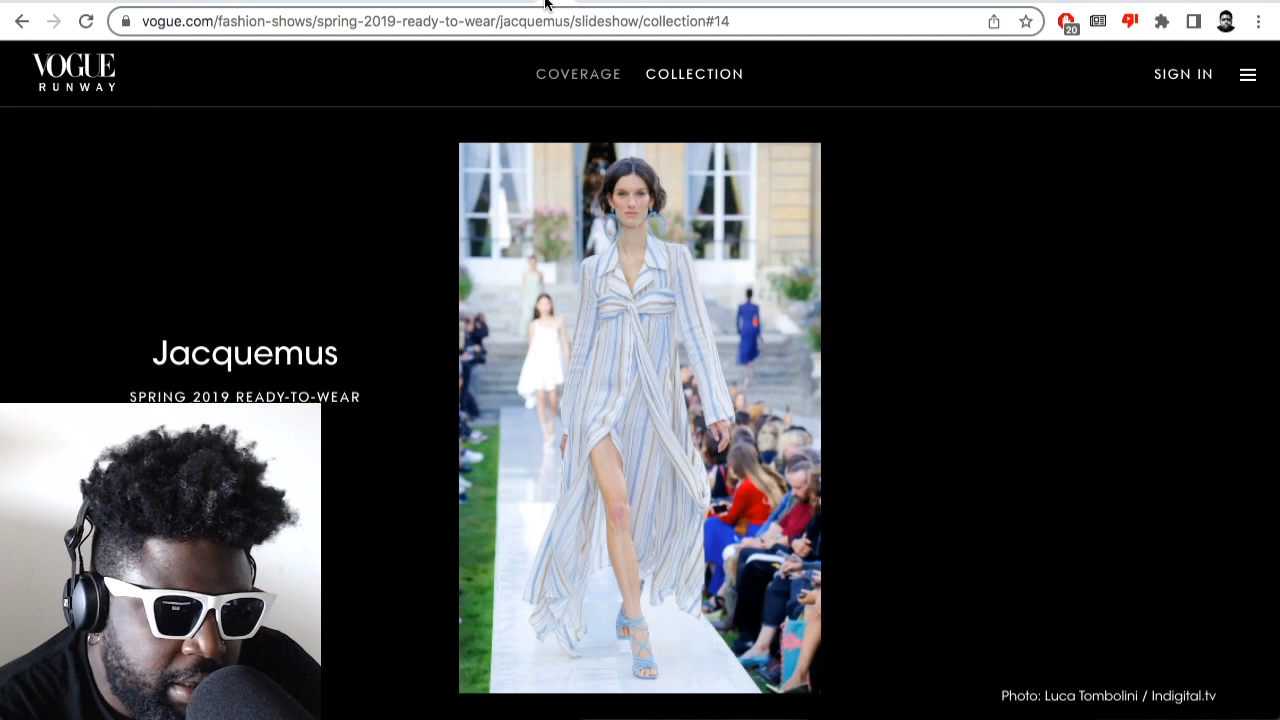 vogue.com/fashion-shows/spring-2019-ready-to-wear/jacquemus/slideshow/collection#14
20
VOGUE
RUNWAY
COVERAGE
COLLECTION
SIGN IN
Jacquemus
SPRING 2019 READY-TO-WEAR
Photo: Luca Tombolini / Indigital.tv